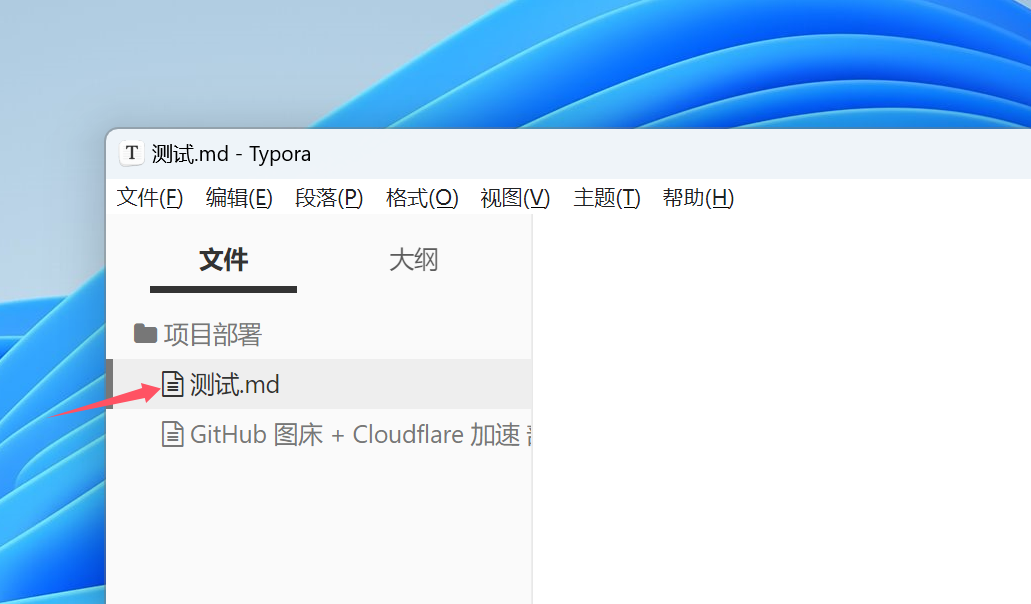 T 测试.md - Typora
文件(F) 编辑(E) 段落(P) 格式(O) 视图(V) 主题(T) 帮助(H)
文件 大纲
项目部署
测试.md
GitHub 图床 + Cloudflare 加速